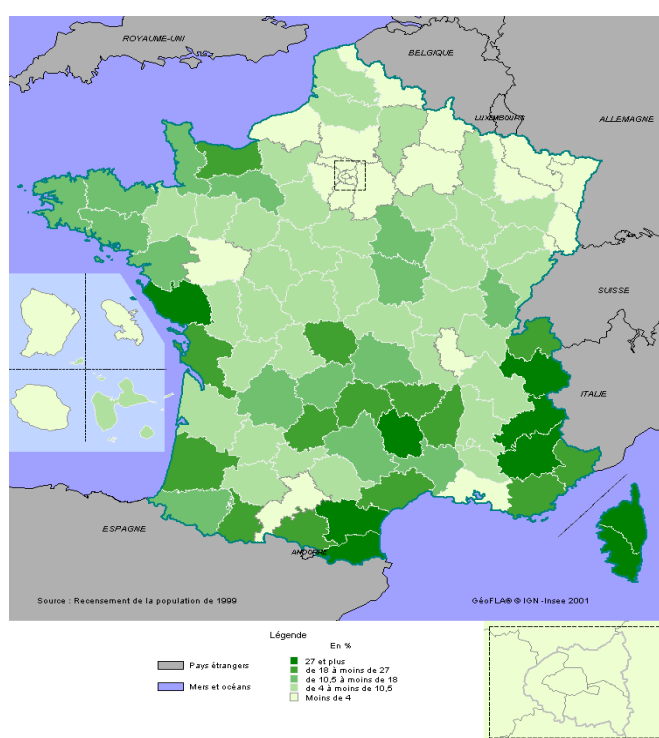 ROYAUME-UNI
BELGIQUE
LUXEMBOURG
ALLEMAGNE
SUISSE
ITALIE
ESPAGNE
ANDORRE
Source : Recensement de la population de 1999
GéoFLA® © IGN -Insee 2001
Légende
En %
Pays étrangers
Mers et océans
27 et plus
de 18 à moins de 27
de 10,5 à moins de 18
de 4 à moins de 10,5
Moins de 4